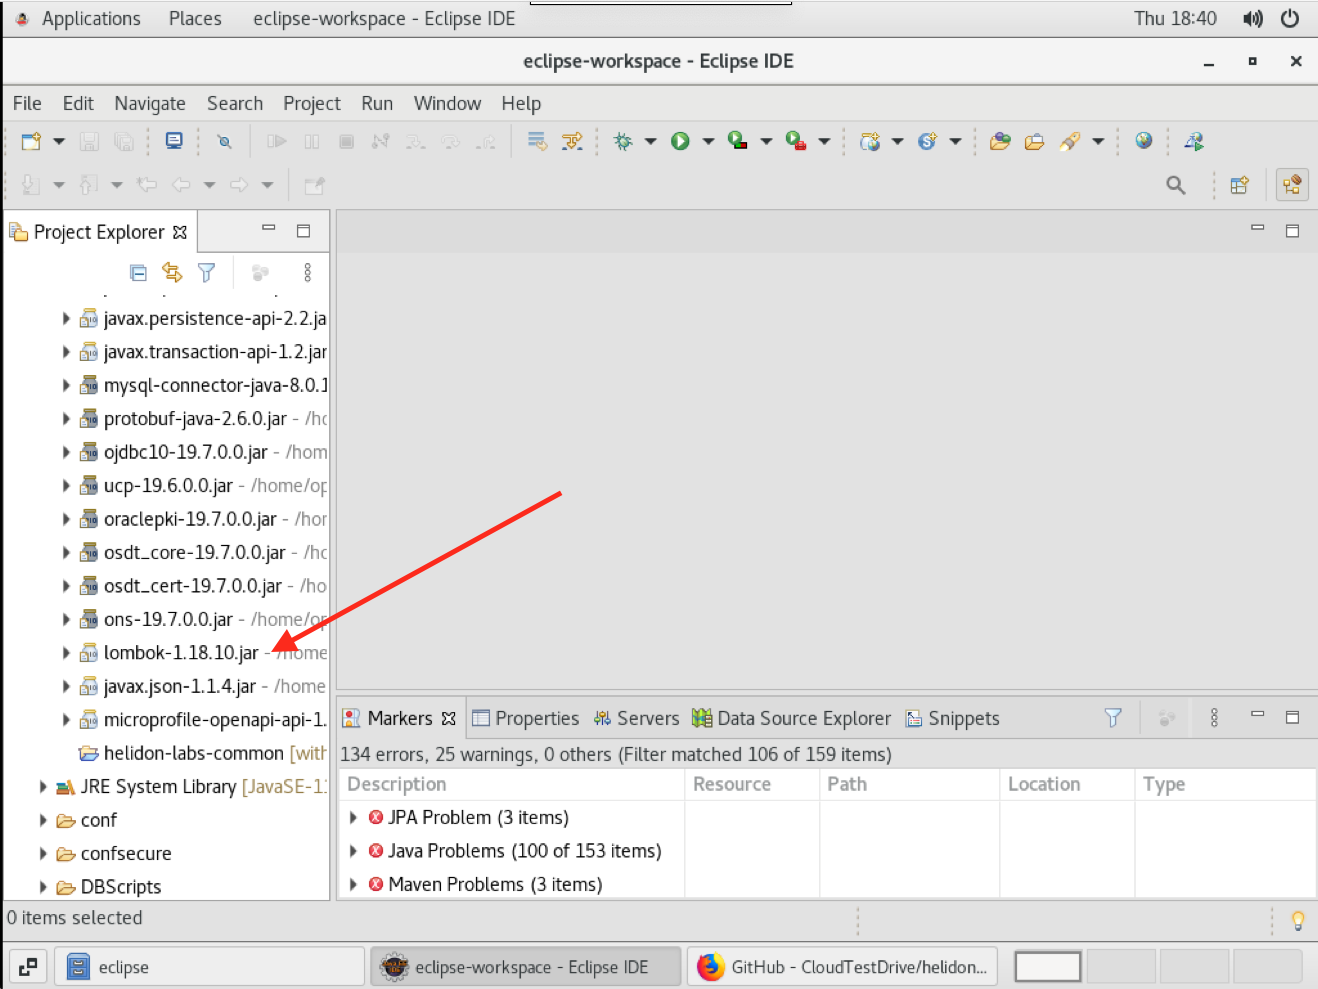 Applications Places eclipse-workspace - Eclipse IDE Thu 18:40
eclipse-workspace - Eclipse IDE
File Edit Navigate Search Project Run Window Help
Project Explorer
javax.persistence-api-2.2.ja
javax.transaction-api-1.2.jar
mysql-connector-java-8.0.1
protobuf-java-2.6.0.jar - /ho
ojdbc10-19.7.0.0.jar - /hom
ucp-19.6.0.0.jar - /home/op
oraclepki-19.7.0.0.jar - /hor
osdt_core-19.7.0.0.jar - /ho
osdt_cert-19.7.0.0.jar - /ho
ons-19.7.0.0.jar - /home/op
lombok-1.18.10.jar - /home
javax.json-1.1.4.jar - /home
microprofile-openapi-api-1.
helidon-labs-common [with
JRE System Library [JavaSE-11
conf
confsecure
DBScripts
Markers Properties Servers Data Source Explorer Snippets
134 errors, 25 warnings, 0 others (Filter matched 106 of 159 items)
Description Resource Path Location Type
JPA Problem (3 items)
Java Problems (100 of 153 items)
Maven Problems (3 items)
0 items selected
eclipse eclipse-workspace - Eclipse IDE GitHub - CloudTestDrive/helidon...